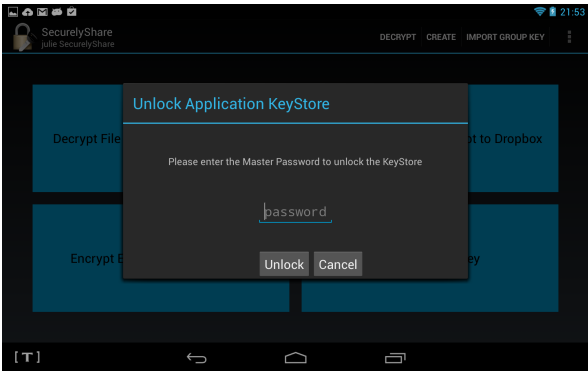 21:53
SecurelyShare
julie SecurelyShare
DECRYPT CREATE IMPORT GROUP KEY
Unlock Application KeyStore
Decrypt File
pt to Dropbox
Please enter the Master Password to unlock the KeyStore
password
Encrypt E
ey
Unlock Cancel
[T]